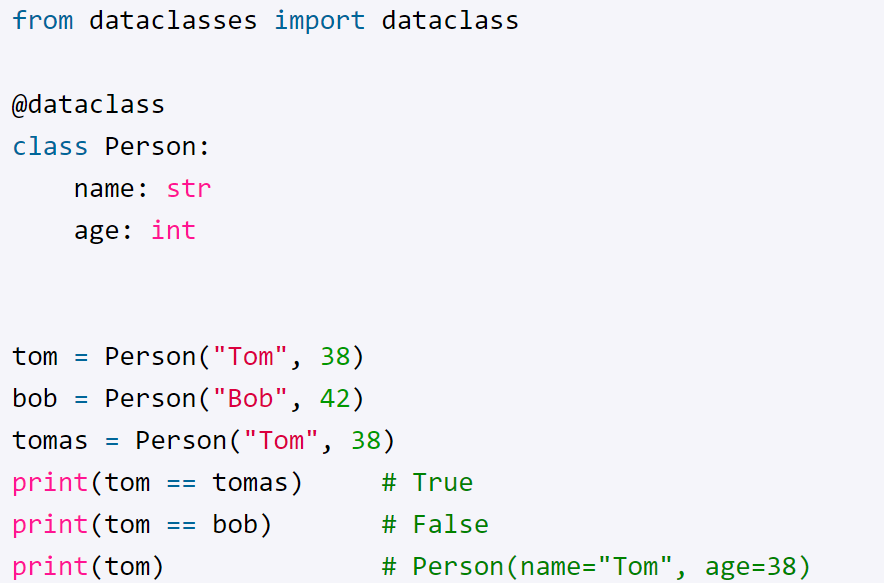 from dataclasses import dataclass
@dataclass
class Person:
    name: str
    age: int
tom = Person("Tom", 38)
bob = Person("Bob", 42)
tomas = Person("Tom", 38)
print(tom == tomas)     # True
print(tom == bob)       # False
print(tom)              # Person(name="Tom", age=38)